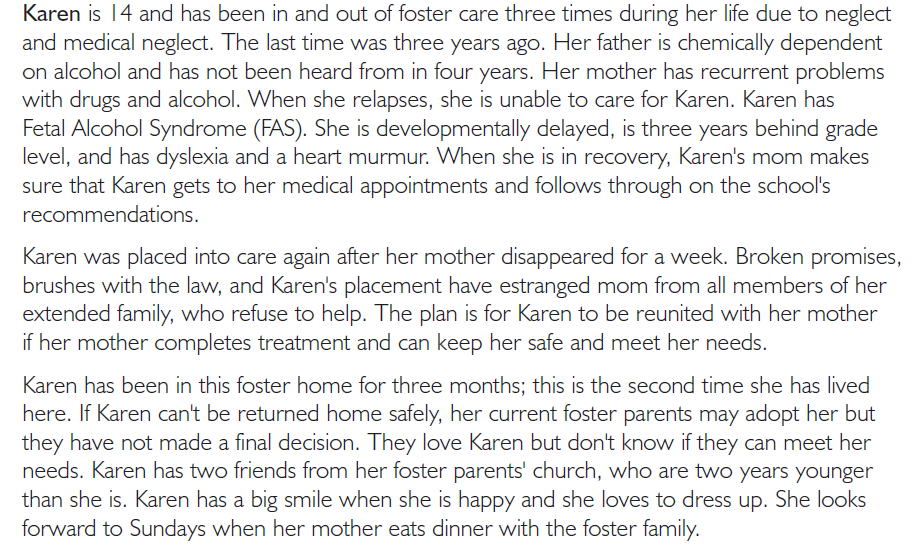 Karen is 14 and has been in and out of foster care three times during her life due to neglect
and medical neglect. The last time was three years ago. Her father is chemically dependent
on alcohol and has not been heard from in four years. Her mother has recurrent problems
with drugs and alcohol. When she relapses, she is unable to care for Karen. Karen has
Fetal Alcohol Syndrome (FAS). She is developmentally delayed, is three years behind grade
level, and has dyslexia and a heart murmur. When she is in recovery, Karen's mom makes
sure that Karen gets to her medical appointments and follows through on the school's
recommendations.
Karen was placed into care again after her mother disappeared for a week. Broken promises,
brushes with the law, and Karen's placement have estranged mom from all members of her
extended family, who refuse to help. The plan is for Karen to be reunited with her mother
if her mother completes treatment and can keep her safe and meet her needs.
Karen has been in this foster home for three months; this is the second time she has lived
here. If Karen can't be returned home safely, her current foster parents may adopt her but
they have not made a final decision. They love Karen but don't know if they can meet her
needs. Karen has two friends from her foster parents' church, who are two years younger
than she is. Karen has a big smile when she is happy and she loves to dress up. She looks
forward to Sundays when her mother eats dinner with the foster family.